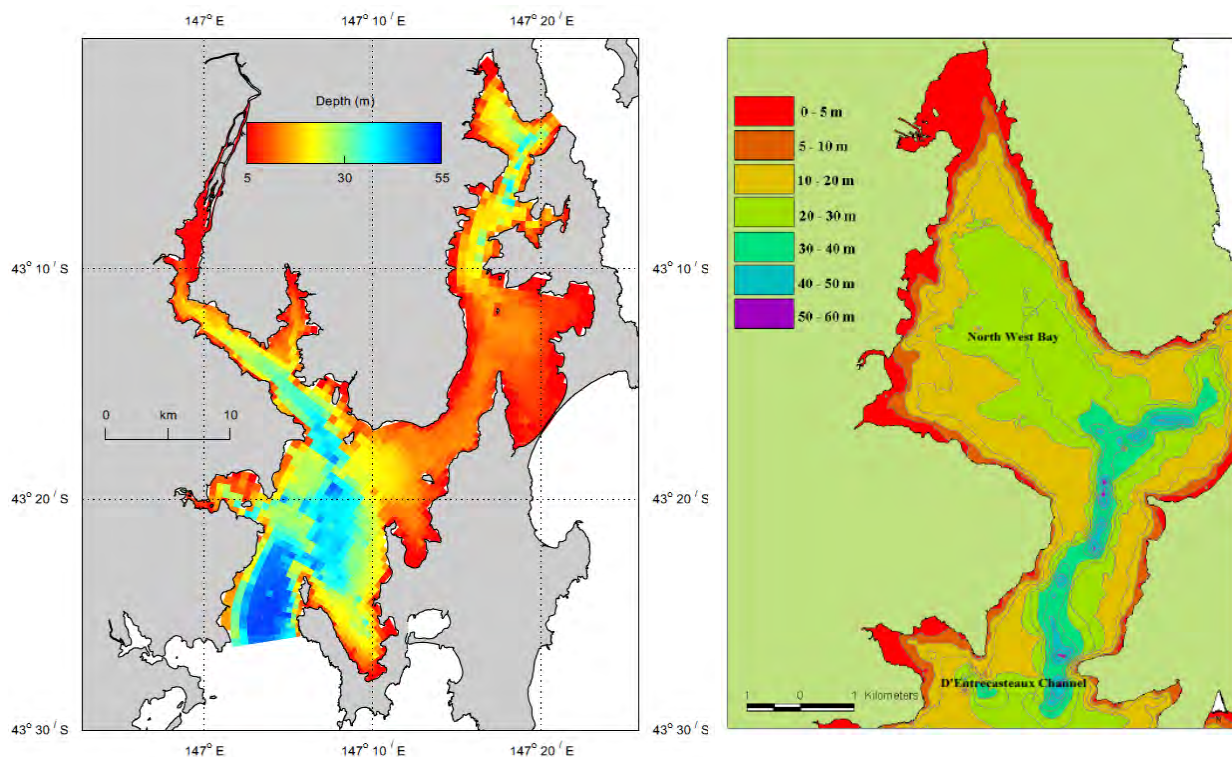 147° E
147° 10' E
147° 20' E
Depth (m)
5
30
55
43° 10' S
43° 10' S
0
km
10
43° 20' S
43° 20' S
43° 30' S
43° 30' S
147° E
147° 10' E
147° 20' E
0 - 5 m
5 - 10 m
10 - 20 m
20 - 30 m
30 - 40 m
40 - 50 m
50 - 60 m
North West Bay
D'Entrecasteaux Channel
1 0 1 Kilometers